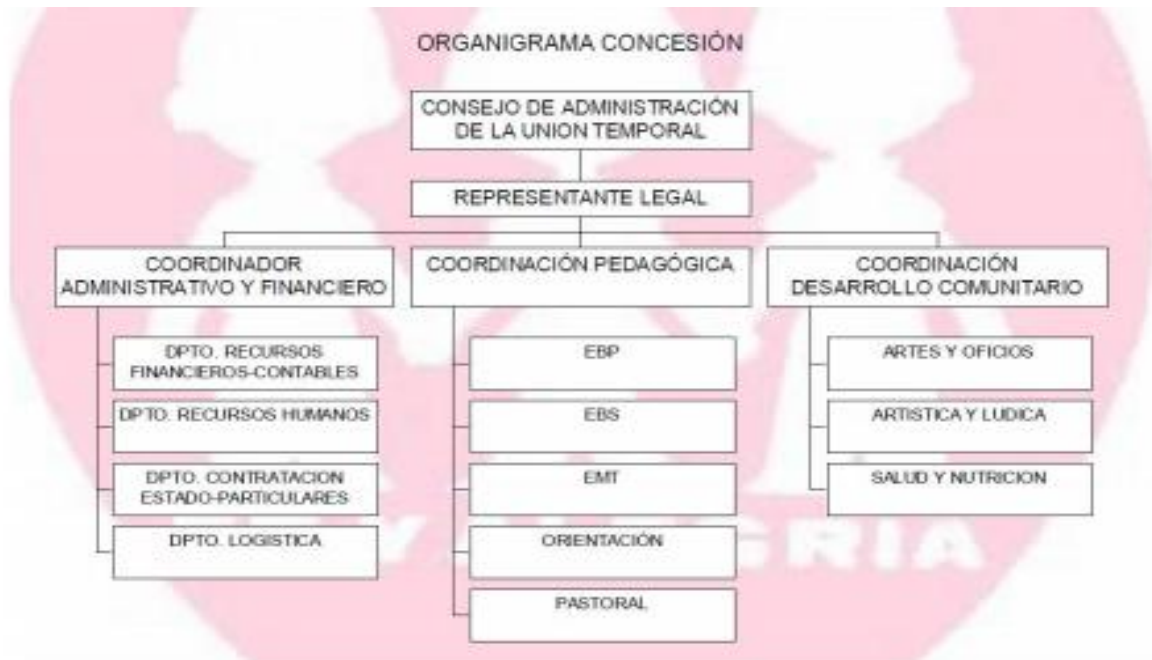 ORGANIGRAMA CONCESIÓN
CONSEJO DE ADMINISTRACIÓN
DE LA UNION TEMPORAL
REPRESENTANTE LEGAL
COORDINADOR
ADMINISTRATIVO Y FINANCIERO
DPTO. RECURSOS
FINANCIEROS-CONTABLES
DPTO. RECURSOS HUMANOS
DPTO. CONTRATACION
ESTADO-PARTICULARES
DPTO. LOGISTICA
COORDINACIÓN PEDAGÓGICA
EBP
EBS
EMT
ORIENTACIÓN
PASTORAL
COORDINACIÓN
DESARROLLO COMUNITARIO
ARTES Y OFICIOS
ARTISTICA Y LUDICA
SALUD Y NUTRICION